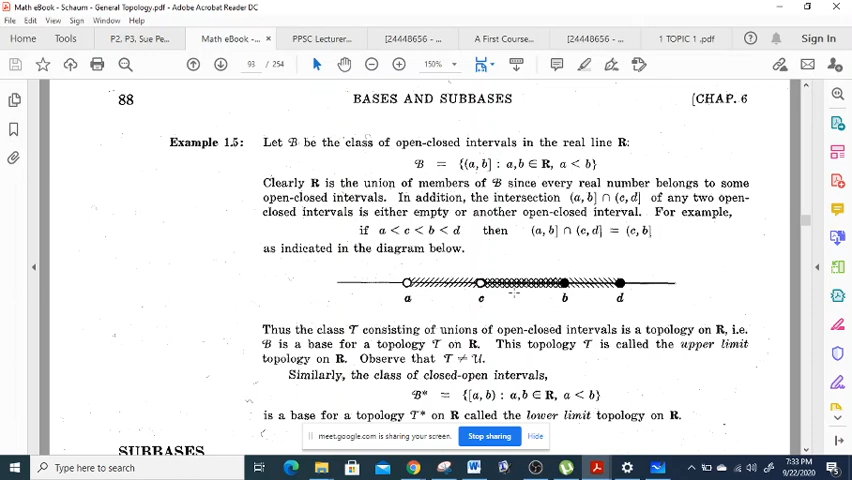 Math eBook - Schaum - General Topology.pdf - Adobe Acrobat Reader DC
File Edit View Sign Window Help
Home Tools P2, P3. Sue Pe... Math eBook -... × PPSC Lecturer... [24448656 -... A First Course... [24448656 -... 1 TOPIC 1 .pdf Sign In
93 / 254 150%
88 BASES AND SUBBASES [CHAP. 6
Example 1.5: Let ℬ be the class of open-closed intervals in the real line R:
ℬ = {(a, b] : a, b ∈ R, a < b}
Clearly R is the union of members of ℬ since every real number belongs to some
open-closed intervals. In addition, the intersection (a, b] ∩ (c, d] of any two open-
closed intervals is either empty or another open-closed interval. For example,
if a < c < b < d then (a, b] ∩ (c, d] = (c, b]
as indicated in the diagram below.
a c b d
Thus the class 𝒯 consisting of unions of open-closed intervals is a topology on R, i.e.
ℬ is a base for a topology 𝒯 on R. This topology 𝒯 is called the upper limit
topology on R. Observe that 𝒯 ≠ 𝒰.
Similarly, the class of closed-open intervals,
ℬ* = {[a, b) : a, b ∈ R, a < b}
is a base for a topology 𝒯* on R called the lower limit topology on R.
SUBBASES
meet.google.com is sharing your screen. Stop sharing Hide
Type here to search
7:33 PM
9/22/2020